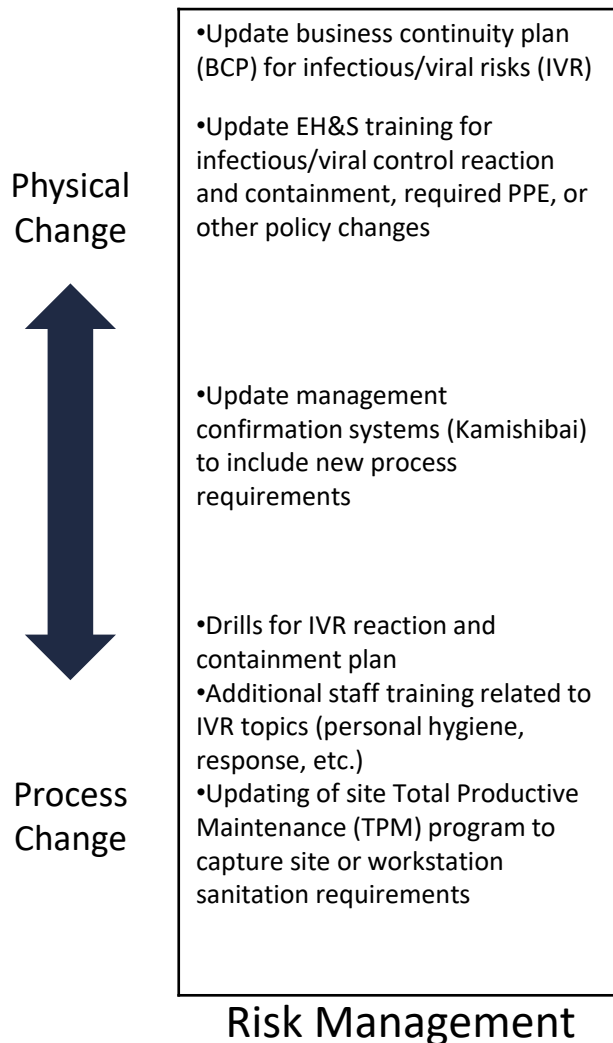 •Update business continuity plan
(BCP) for infectious/viral risks (IVR)
•Update EH&S training for
infectious/viral control reaction
and containment, required PPE, or
other policy changes
Physical
Change
•Update management
confirmation systems (Kamishibai)
to include new process
requirements
•Drills for IVR reaction and
containment plan
•Additional staff training related to
IVR topics (personal hygiene,
response, etc.)
Process
Change
•Updating of site Total Productive
Maintenance (TPM) program to
capture site or workstation
sanitation requirements
Risk Management